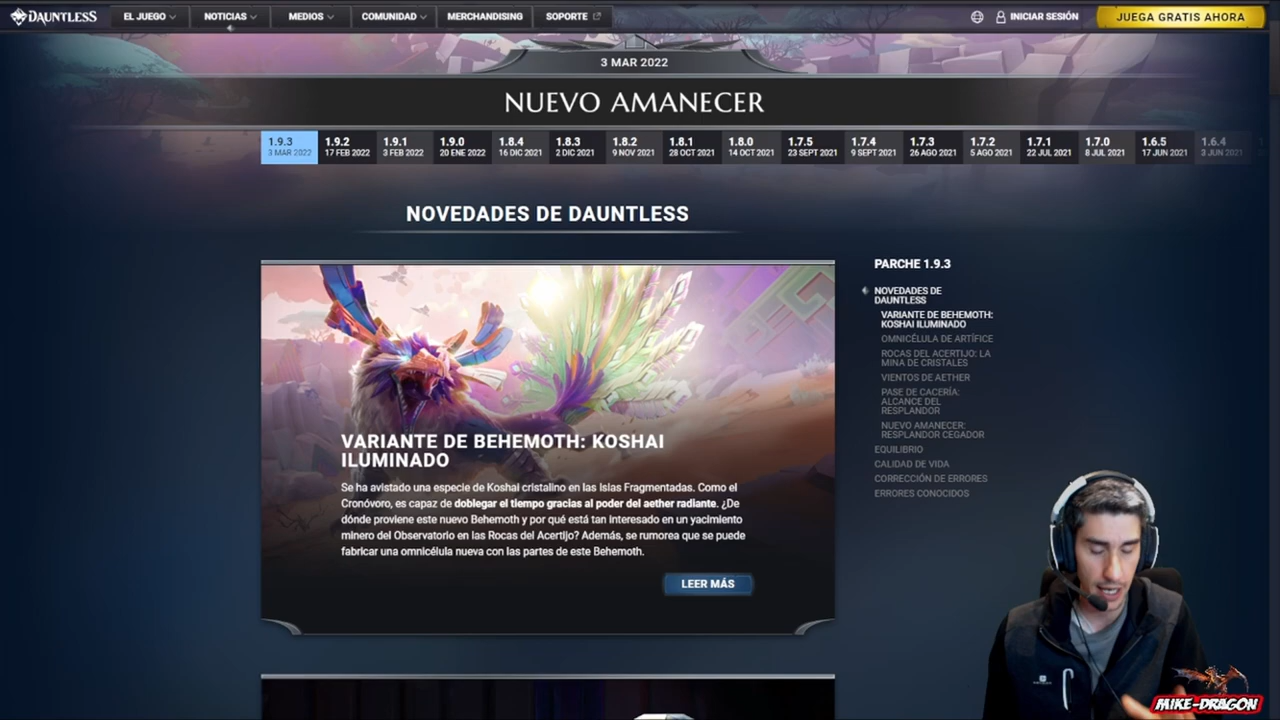 DAUNTLESS
EL JUEGO
NOTICIAS
MEDIOS
COMUNIDAD
MERCHANDISING
SOPORTE
INICIAR SESIÓN
JUEGA GRATIS AHORA
3 MAR 2022
NUEVO AMANECER
1.9.3
3 MAR 2022
1.9.2
17 FEB 2022
1.9.1
3 FEB 2022
1.9.0
20 ENE 2022
1.8.4
16 DIC 2021
1.8.3
2 DIC 2021
1.8.2
9 NOV 2021
1.8.1
28 OCT 2021
1.8.0
14 OCT 2021
1.7.5
23 SEPT 2021
1.7.4
9 SEPT 2021
1.7.3
26 AGO 2021
1.7.2
5 AGO 2021
1.7.1
22 JUL 2021
1.7.0
8 JUL 2021
1.6.5
17 JUN 2021
1.6.4
3 JUN 2021
NOVEDADES DE DAUNTLESS
VARIANTE DE BEHEMOTH: KOSHAI
ILUMINADO
Se ha avistado una especie de Koshai cristalino en las Islas Fragmentadas. Como el
Cronóvoro, es capaz de doblegar el tiempo gracias al poder del aether radiante. ¿De
dónde proviene este nuevo Behemoth y por qué está tan interesado en un yacimiento
minero del Observatorio en las Rocas del Acertijo? Además, se rumorea que se puede
fabricar una omnicélula nueva con las partes de este Behemoth.
LEER MÁS
PARCHE 1.9.3
NOVEDADES DE
DAUNTLESS
VARIANTE DE BEHEMOTH:
KOSHAI ILUMINADO
OMNICÉLULA DE ARTÍFICE
ROCAS DEL ACERTIJO: LA
MINA DE CRISTALES
VIENTOS DE AETHER
PASE DE CACERÍA:
ALCANCE DEL
RESPLANDOR
NUEVO AMANECER:
RESPLANDOR CEGADOR
EQUILIBRIO
CALIDAD DE VIDA
CORRECCIÓN DE ERRORES
ERRORES CONOCIDOS
MIKE-DRAGON